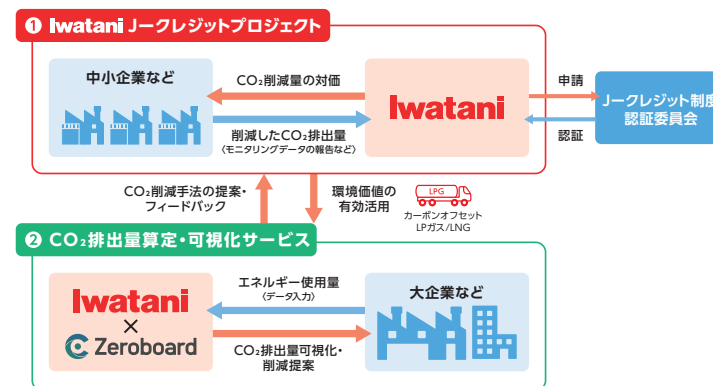 ❶ Iwatani Jークレジットプロジェクト
中小企業など
CO₂削減量の対価
Iwatani
削減したCO₂排出量
〈モニタリングデータの報告など〉
申請
認証
Jークレジット制度
認証委員会
CO₂削減手法の提案・
フィードバック
環境価値の
有効活用
LPG
カーボンオフセット
LPガス/LNG
❷ CO₂排出量算定・可視化サービス
Iwatani
×
Zeroboard
エネルギー使用量
〈データ入力〉
CO₂排出量可視化・
削減提案
大企業など